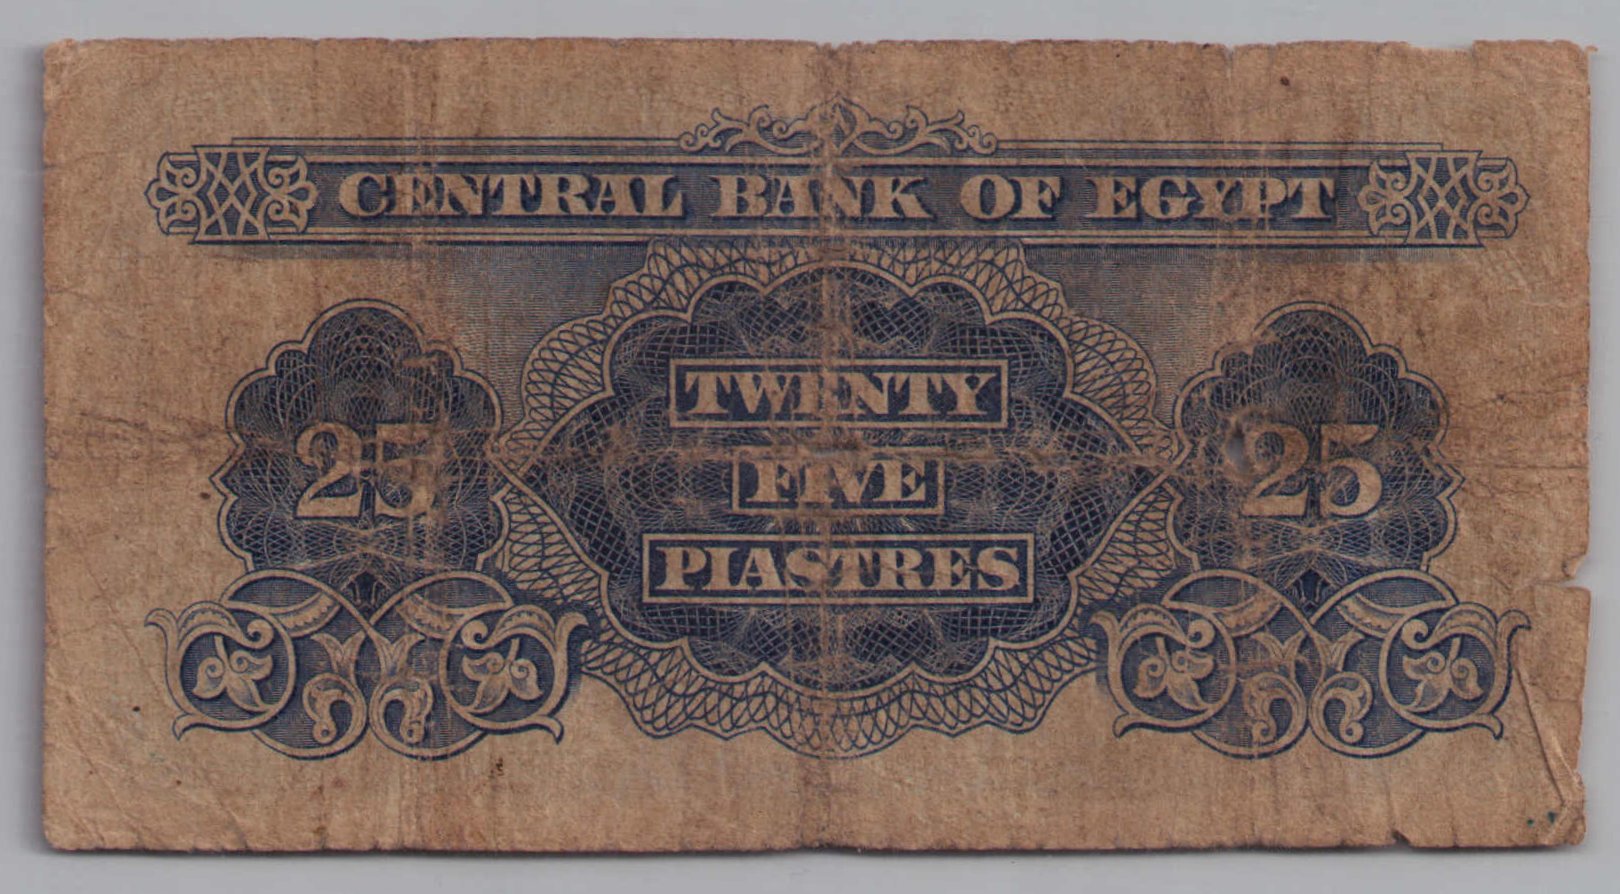 CENTRAL BANK OF EGYPT
TWENTY
25 FIVE 25
PIASTRES